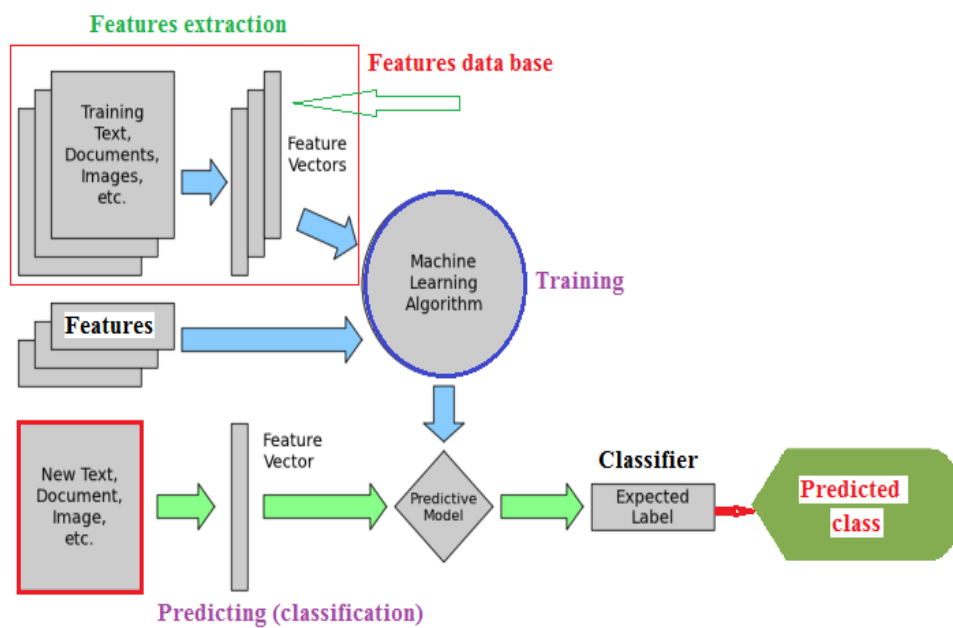 Features extraction
Features data base
Training
Text,
Documents,
Images,
etc.
Feature
Vectors
Machine
Learning
Algorithm
Training
Features
New Text,
Document,
Image,
etc.
Feature
Vector
Predictive
Model
Classifier
Expected
Label
Predicted
class
Predicting (classification)